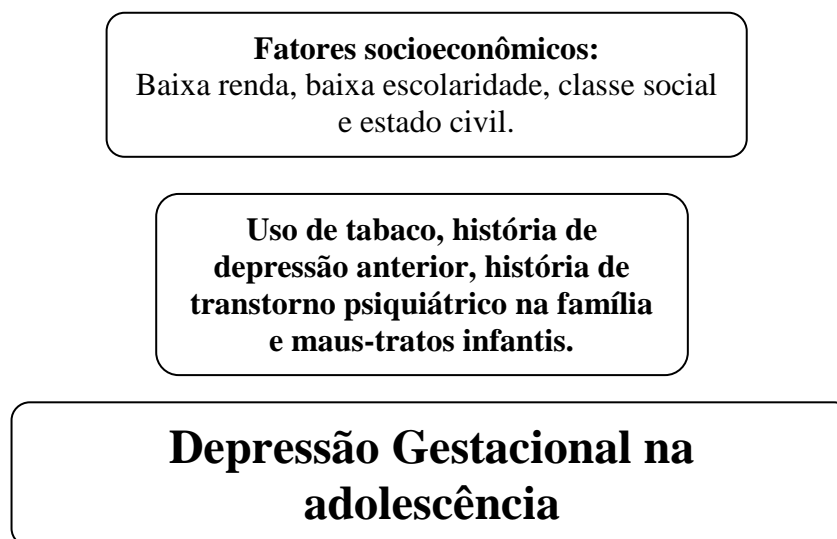 Fatores socioeconômicos:
Baixa renda, baixa escolaridade, classe social
e estado civil.
Uso de tabaco, história de
depressão anterior, história de
transtorno psiquiátrico na família
e maus-tratos infantis.
Depressão Gestacional na
adolescência